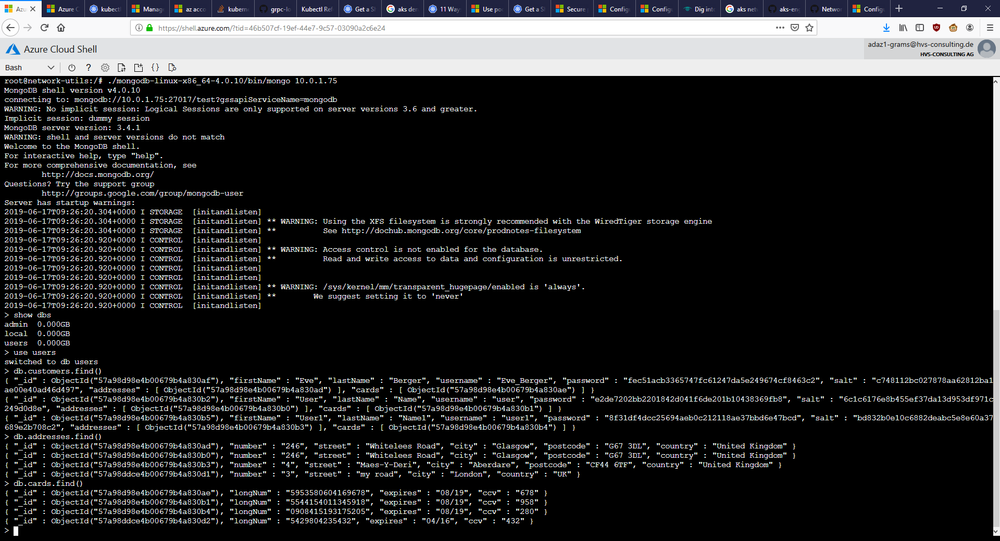 Azu
Azure C
kubectl
Manag
az acco
kuberne
grpc-lo
Kubectl Ref
Get a Sh
aks den
11 Way
Use po
Get a Sh
Secure
Configu
Configu
Dig int
aks netw
aks-eng
Networ
Configu
https://shell.azure.com/?tid=46b507cf-19ef-44e7-9c57-03090a2c6e24
Azure Cloud Shell
adaz1-grams@hvs-consulting.de
HVS-CONSULTING AG
Bash
root@network-utils:/# ./mongodb-linux-x86_64-4.0.10/bin/mongo 10.0.1.75
MongoDB shell version v4.0.10
connecting to: mongodb://10.0.1.75:27017/test?gssapiServiceName=mongodb
WARNING: No implicit session: Logical Sessions are only supported on server versions 3.6 and greater.
Implicit session: dummy session
MongoDB server version: 3.4.1
WARNING: shell and server versions do not match
Welcome to the MongoDB shell.
For interactive help, type "help".
For more comprehensive documentation, see
http://docs.mongodb.org/
Questions? Try the support group
http://groups.google.com/group/mongodb-user
Server has startup warnings:
2019-06-17T09:26:20.304+0000 I STORAGE  [initandlisten]
2019-06-17T09:26:20.304+0000 I STORAGE  [initandlisten] ** WARNING: Using the XFS filesystem is strongly recommended with the WiredTiger storage engine
2019-06-17T09:26:20.304+0000 I STORAGE  [initandlisten] **          See http://dochub.mongodb.org/core/prodnotes-filesystem
2019-06-17T09:26:20.920+0000 I CONTROL  [initandlisten]
2019-06-17T09:26:20.920+0000 I CONTROL  [initandlisten] ** WARNING: Access control is not enabled for the database.
2019-06-17T09:26:20.920+0000 I CONTROL  [initandlisten] **          Read and write access to data and configuration is unrestricted.
2019-06-17T09:26:20.920+0000 I CONTROL  [initandlisten]
2019-06-17T09:26:20.920+0000 I CONTROL  [initandlisten]
2019-06-17T09:26:20.920+0000 I CONTROL  [initandlisten] ** WARNING: /sys/kernel/mm/transparent_hugepage/enabled is 'always'.
2019-06-17T09:26:20.920+0000 I CONTROL  [initandlisten] **        We suggest setting it to 'never'
2019-06-17T09:26:20.920+0000 I CONTROL  [initandlisten]
> show dbs
admin  0.000GB
local  0.000GB
users  0.000GB
> use users
switched to db users
> db.customers.find()
{ "_id" : ObjectId("57a98d98e4b00679b4a830af"), "firstName" : "Eve", "lastName" : "Berger", "username" : "Eve_Berger", "password" : "fec51acb3365747fc61247da5e249674cf8463c2", "salt" : "c748112bc027878aa62812ba1
ae00e40ad46d497", "addresses" : [ ObjectId("57a98d98e4b00679b4a830ad") ], "cards" : [ ObjectId("57a98d98e4b00679b4a830ae") ] }
{ "_id" : ObjectId("57a98d98e4b00679b4a830b2"), "firstName" : "User", "lastName" : "Name", "username" : "user", "password" : "e2de7202bb2201842d041f6de201b10438369fb8", "salt" : "6c1c6176e8b455ef37da13d953df971c
249d0d8e", "addresses" : [ ObjectId("57a98d98e4b00679b4a830b0") ], "cards" : [ ObjectId("57a98d98e4b00679b4a830b1") ] }
{ "_id" : ObjectId("57a98d98e4b00679b4a830b5"), "firstName" : "User1", "lastName" : "Name1", "username" : "user1", "password" : "8f31df4dcc25694aeb0c212118ae37bbd6e47bcd", "salt" : "bd832b0e10c6882deabc5e8e60a37
689e2b708c2", "addresses" : [ ObjectId("57a98d98e4b00679b4a830b3") ], "cards" : [ ObjectId("57a98d98e4b00679b4a830b4") ] }
> db.addresses.find()
{ "_id" : ObjectId("57a98d98e4b00679b4a830ad"), "number" : "246", "street" : "Whitelees Road", "city" : "Glasgow", "postcode" : "G67 3DL", "country" : "United Kingdom" }
{ "_id" : ObjectId("57a98d98e4b00679b4a830b0"), "number" : "246", "street" : "Whitelees Road", "city" : "Glasgow", "postcode" : "G67 3DL", "country" : "United Kingdom" }
{ "_id" : ObjectId("57a98d98e4b00679b4a830b3"), "number" : "4", "street" : "Maes-Y-Deri", "city" : "Aberdare", "postcode" : "CF44 6TF", "country" : "United Kingdom" }
{ "_id" : ObjectId("57a98ddce4b00679b4a830d1"), "number" : "3", "street" : "my road", "city" : "London", "country" : "UK" }
> db.cards.find()
{ "_id" : ObjectId("57a98d98e4b00679b4a830ae"), "longNum" : "5953580604169678", "expires" : "08/19", "ccv" : "678" }
{ "_id" : ObjectId("57a98d98e4b00679b4a830b1"), "longNum" : "5544154011345918", "expires" : "08/19", "ccv" : "958" }
{ "_id" : ObjectId("57a98d98e4b00679b4a830b4"), "longNum" : "0908415193175205", "expires" : "08/19", "ccv" : "280" }
{ "_id" : ObjectId("57a98ddce4b00679b4a830d2"), "longNum" : "5429804235432", "expires" : "04/16", "ccv" : "432" }
>